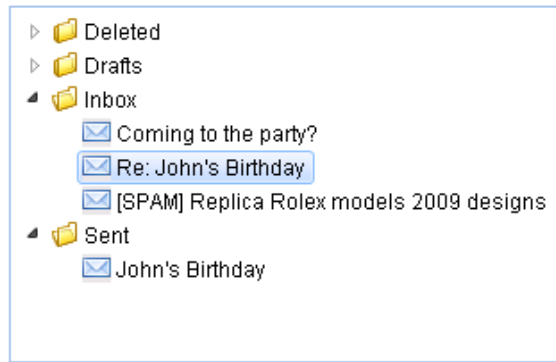 Deleted
Drafts
Inbox
Coming to the party?
Re: John's Birthday
[SPAM] Replica Rolex models 2009 designs
Sent
John's Birthday